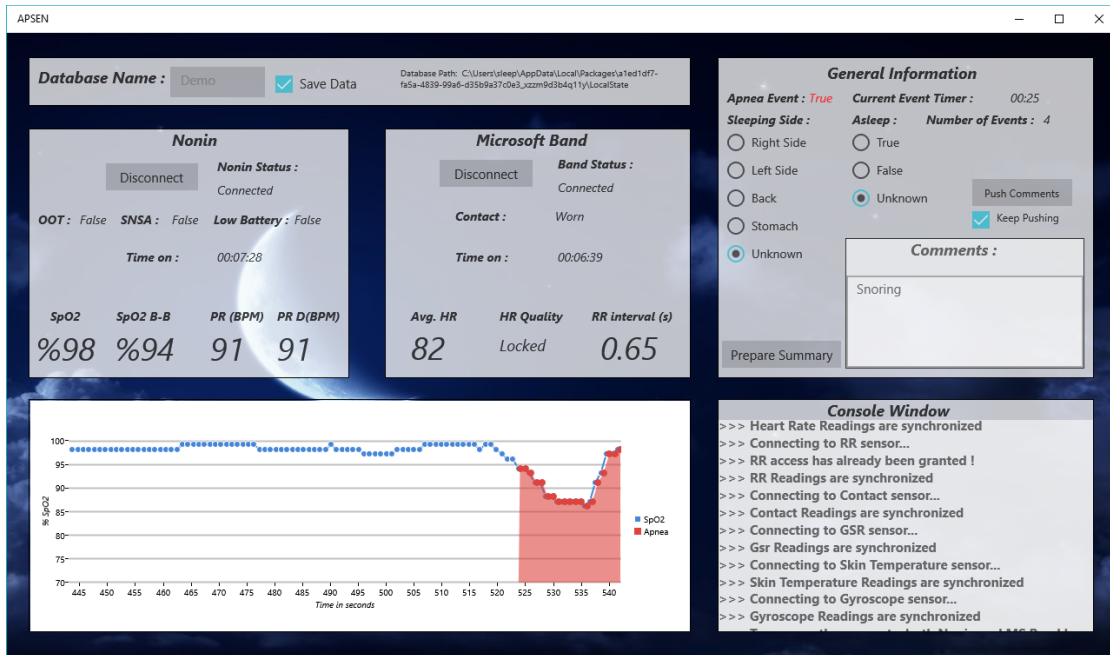 APSEN
Database Name :
Demo
Save Data
Database Path: C:\Users\sleep\AppData\Local\Packages\a1ed1df7-
fa5a-4839-99a6-d35b9a37c0e3_xzzm9d3b4q11y\LocalState
Nonin
Disconnect
Nonin Status :
Connected
OOT : False SNSA : False Low Battery : False
Time on : 00:07:28
SpO2 SpO2 B-B PR (BPM) PR D(BPM)
%98 %94 91 91
Microsoft Band
Disconnect
Band Status :
Connected
Contact : Worn
Time on : 00:06:39
Avg. HR HR Quality RR interval (s)
82 Locked 0.65
General Information
Apnea Event : True Current Event Timer : 00:25
Sleeping Side : Asleep : Number of Events : 4
Right Side True
Left Side False
Back Unknown
Stomach
Unknown
Push Comments
Keep Pushing
Comments :
Snoring
Prepare Summary
100
95
90
85
80
75
70
% SpO2
445 450 455 460 465 470 475 480 485 490 495 500 505 510 515 520 525 530 535 540
Time in seconds
SpO2
Apnea
Console Window
>>> Heart Rate Readings are synchronized
>>> Connecting to RR sensor...
>>> RR access has already been granted !
>>> RR Readings are synchronized
>>> Connecting to Contact sensor...
>>> Contact Readings are synchronized
>>> Connecting to GSR sensor...
>>> Gsr Readings are synchronized
>>> Connecting to Skin Temperature sensor...
>>> Skin Temperature Readings are synchronized
>>> Connecting to Gyroscope sensor...
>>> Gyroscope Readings are synchronized